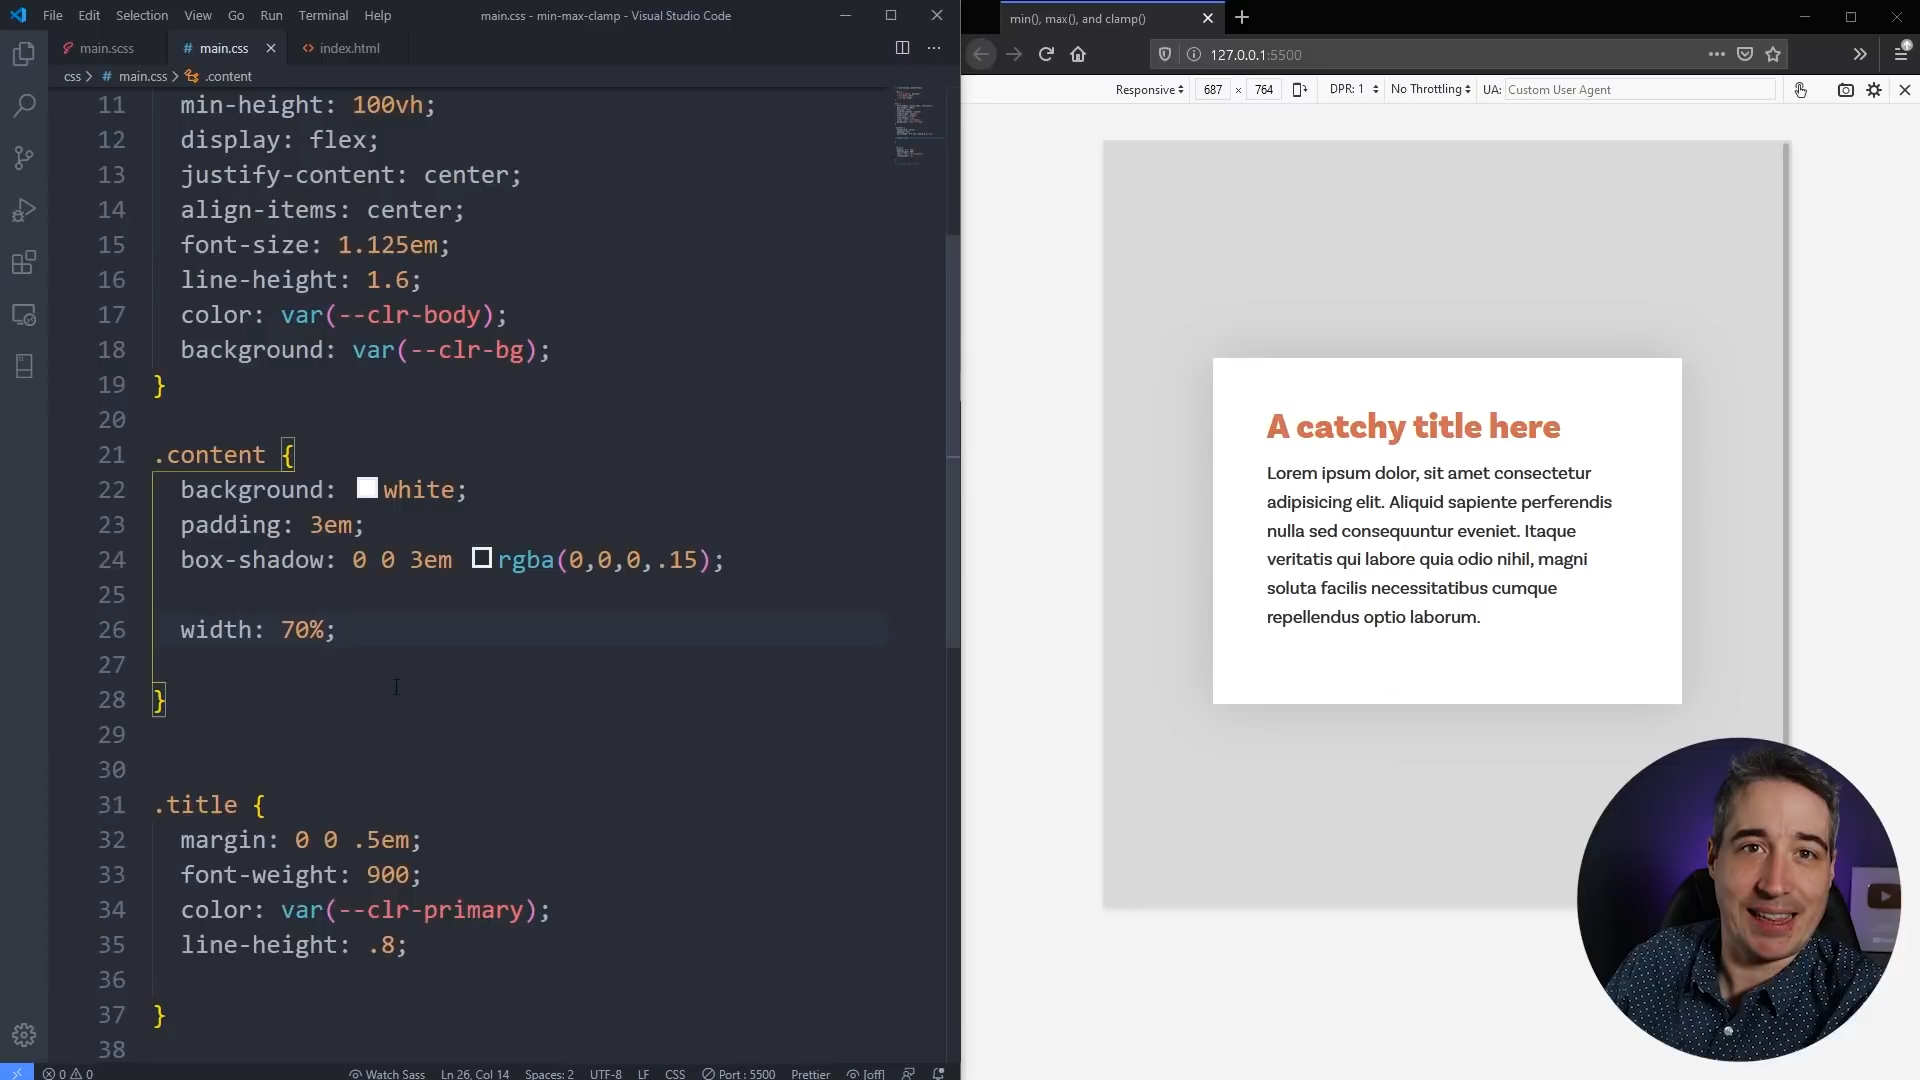 File Edit Selection View Go Run Terminal Help
main.css - min-max-clamp - Visual Studio Code
main.scss
# main.css
<> index.html
css > # main.css > .content
11 min-height: 100vh;
12 display: flex;
13 justify-content: center;
14 align-items: center;
15 font-size: 1.125em;
16 line-height: 1.6;
17 color: var(--clr-body);
18 background: var(--clr-bg);
19 }
20
21 .content {
22 background: white;
23 padding: 3em;
24 box-shadow: 0 0 3em rgba(0,0,0,.15);
25
26 width: 70%;
27
28 }
29
30
31 .title {
32 margin: 0 0 .5em;
33 font-weight: 900;
34 color: var(--clr-primary);
35 line-height: .8;
36
37 }
38
0 0
Watch Sass Ln 26, Col 14 Spaces: 2 UTF-8 LF CSS Port : 5500 Prettier [off]
min(), max(), and clamp()
127.0.0.1:5500
Responsive 687 × 764 DPR: 1 No Throttling UA: Custom User Agent
A catchy title here
Lorem ipsum dolor, sit amet consectetur
adipisicing elit. Aliquid sapiente perferendis
nulla sed consequuntur eveniet. Itaque
veritatis qui labore quia odio nihil, magni
soluta facilis necessitatibus cumque
repellendus optio laborum.